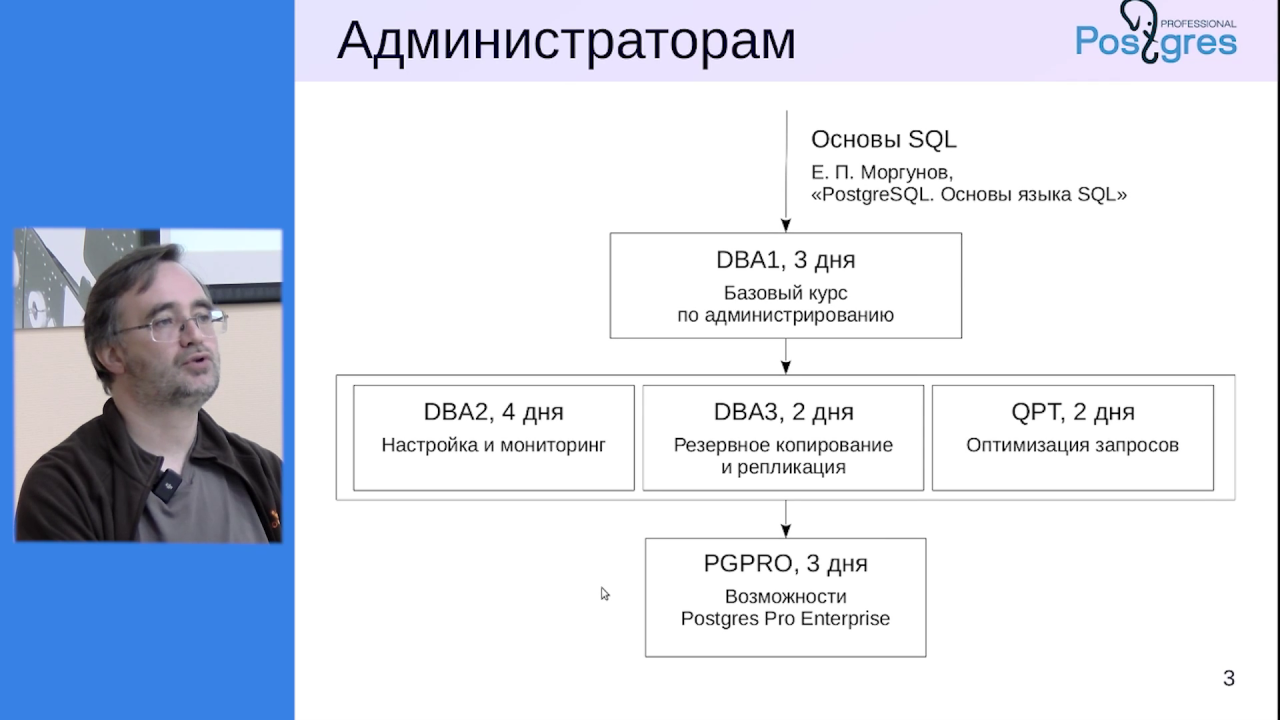 Администраторам
PROFESSIONAL
Postgres
Основы SQL
Е. П. Моргунов,
«PostgreSQL. Основы языка SQL»
DBA1, 3 дня
Базовый курс
по администрированию
DBA2, 4 дня
Настройка и мониторинг
DBA3, 2 дня
Резервное копирование
и репликация
QPT, 2 дня
Оптимизация запросов
PGPRO, 3 дня
Возможности
Postgres Pro Enterprise
3